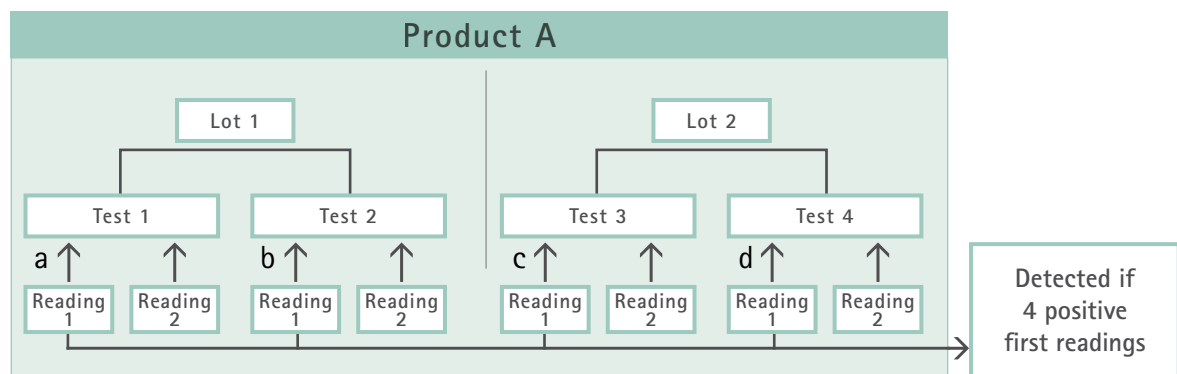 Product A
Lot 1
Lot 2
Test 1
Test 2
Test 3
Test 4
a
b
c
d
Reading
1
Reading
2
Reading
1
Reading
2
Reading
1
Reading
2
Reading
1
Reading
2
Detected if
4 positive
first readings